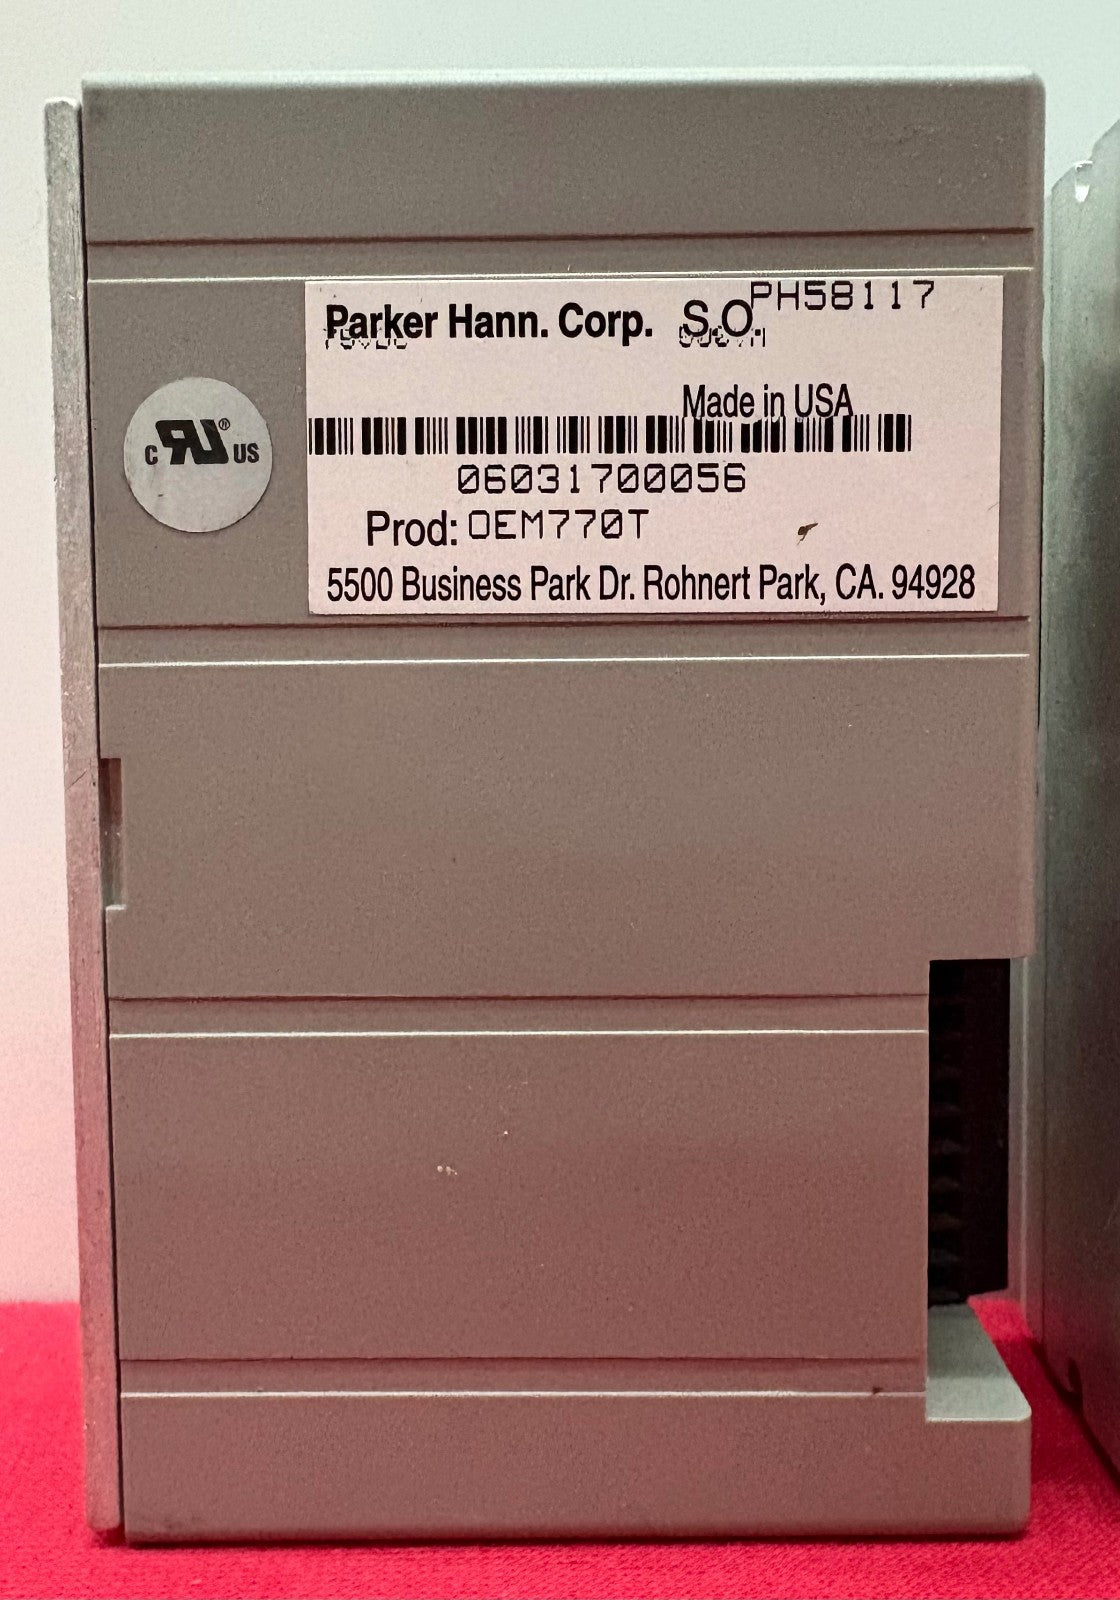 Parker Hann. Corp. S.O. PH58117
Made in USA
c RU ® US
06031700056
Prod: OEM770T
5500 Business Park Dr. Rohnert Park, CA. 94928